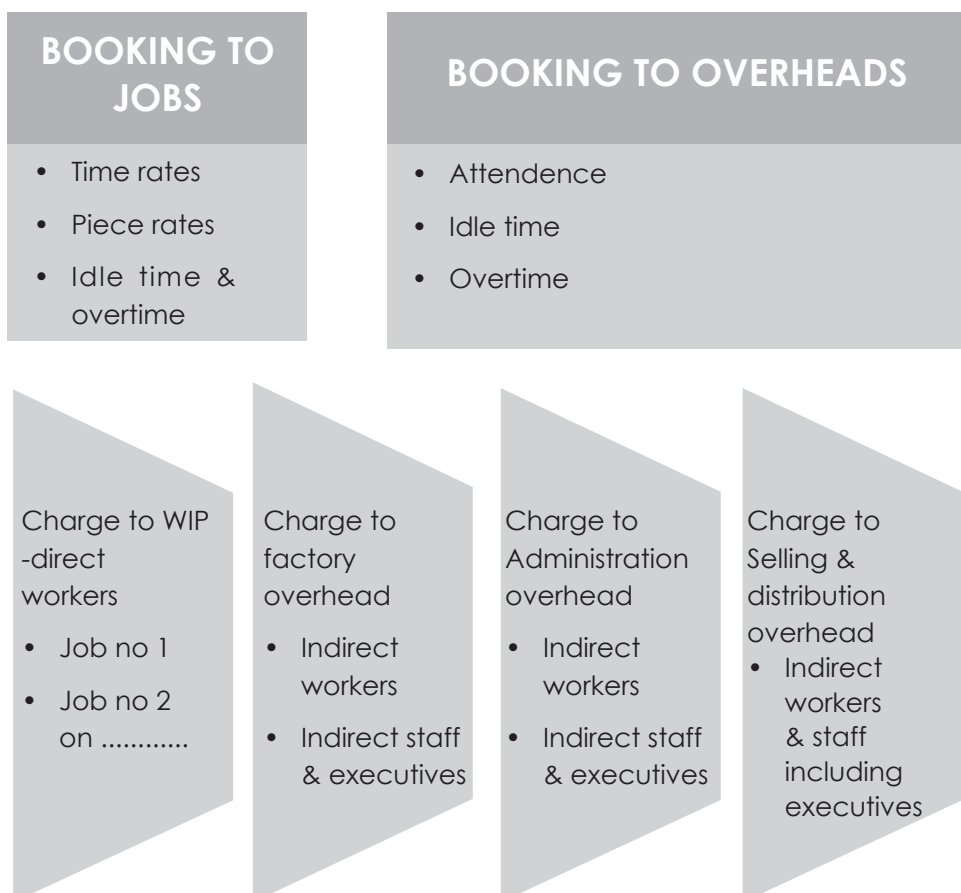 BOOKING TO
JOBS
• Time rates
• Piece rates
• Idle time &
overtime
BOOKING TO OVERHEADS
• Attendence
• Idle time
• Overtime
Charge to WIP
-direct
workers
• Job no 1
• Job no 2
on ............
Charge to
factory
overhead
• Indirect
workers
• Indirect staff
& executives
Charge to
Administration
overhead
• Indirect
workers
• Indirect staff
& executives
Charge to
Selling &
distribution
overhead
• Indirect
workers
& staff
including
executives